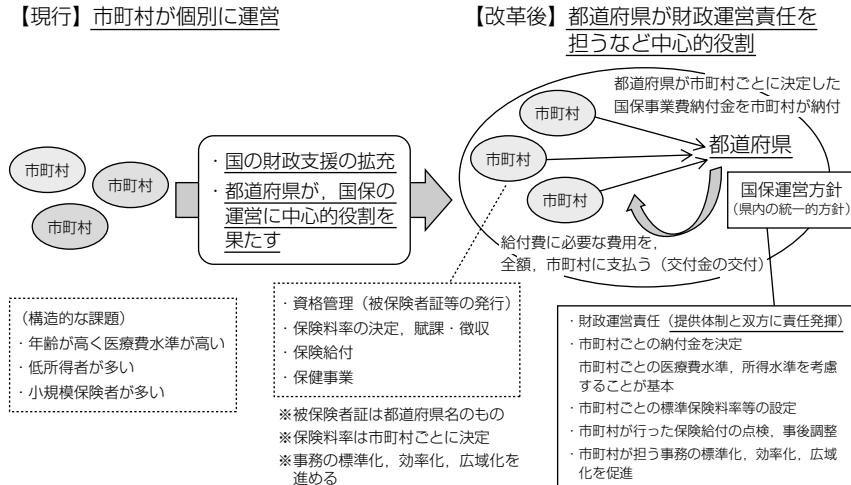 【現行】市町村が個別に運営
【改革後】都道府県が財政運営責任を
担うなど中心的役割
市町村
市町村
市町村
・国の財政支援の拡充
・都道府県が，国保の
運営に中心的役割を
果たす
都道府県が市町村ごとに決定した
国保事業費納付金を市町村が納付
市町村
市町村
市町村
都道府県
国保運営方針
（県内の統一的方針）
給付費に必要な費用を，
全額，市町村に支払う（交付金の交付）
（構造的な課題）
・年齢が高く医療費水準が高い
・低所得者が多い
・小規模保険者が多い
・資格管理（被保険者証等の発行）
・保険料率の決定，賦課・徴収
・保険給付
・保健事業
※被保険者証は都道府県名のもの
※保険料率は市町村ごとに決定
※事務の標準化，効率化，広域化を
進める
・財政運営責任（提供体制と双方に責任発揮）
・市町村ごとの納付金を決定
市町村ごとの医療費水準，所得水準を考慮
することが基本
・市町村ごとの標準保険料率等の設定
・市町村が行った保険給付の点検，事後調整
・市町村が担う事務の標準化，効率化，広域
化を促進